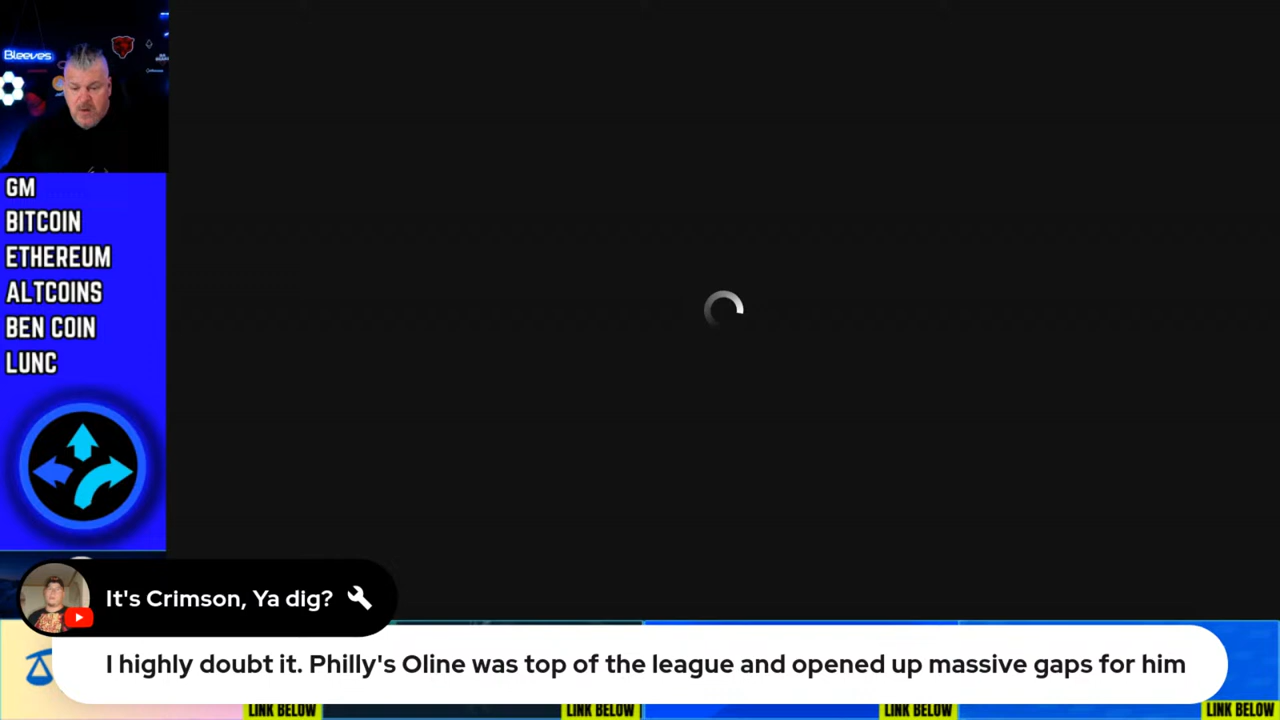 Bleeves
GM
BITCOIN
ETHEREUM
ALTCOINS
BEN COIN
LUNC
It's Crimson, Ya dig?
I highly doubt it. Philly's Oline was top of the league and opened up massive gaps for him
LINK BELOW
LINK BELOW
LINK BELOW
LINK BELOW